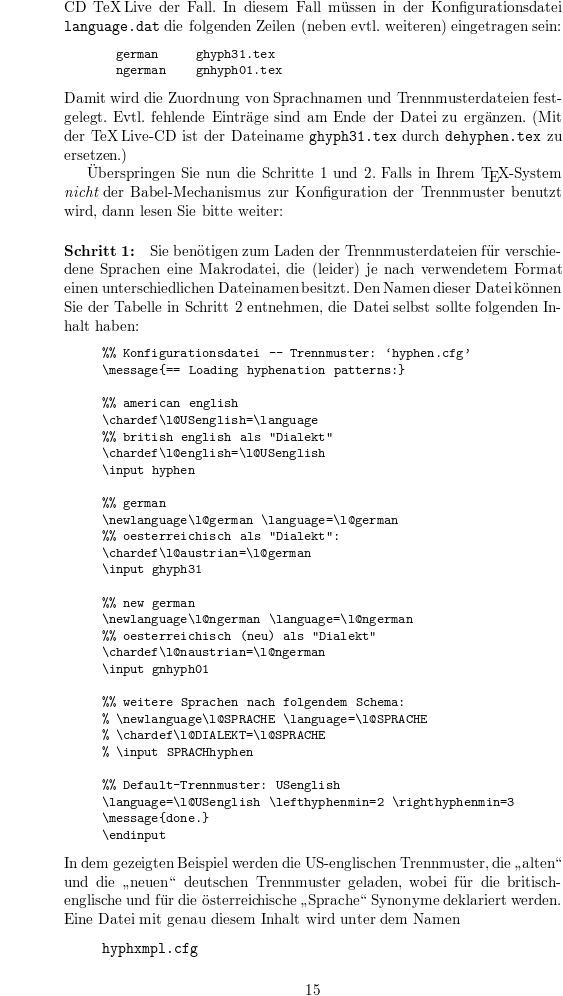 CD TeX Live der Fall. In diesem Fall müssen in der Konfigurationsdatei
language.dat die folgenden Zeilen (neben evtl. weiteren) eingetragen sein:
german ghyph31.tex
ngerman gnhyph01.tex
Damit wird die Zuordnung von Sprachnamen und Trennmusterdateien fest-
gelegt. Evtl. fehlende Einträge sind am Ende der Datei zu ergänzen. (Mit
der TeX Live-CD ist der Dateiname ghyph31.tex durch dehyphen.tex zu
ersetzen.)
Überspringen Sie nun die Schritte 1 und 2. Falls in Ihrem TEX-System
nicht der Babel-Mechanismus zur Konfiguration der Trennmuster benutzt
wird, dann lesen Sie bitte weiter:
Schritt 1: Sie benötigen zum Laden der Trennmusterdateien für verschie-
dene Sprachen eine Makrodatei, die (leider) je nach verwendetem Format
einen unterschiedlichen Dateinamen besitzt. Den Namen dieser Datei können
Sie der Tabelle in Schritt 2 entnehmen, die Datei selbst sollte folgenden In-
halt haben:
%% Konfigurationsdatei -- Trennmuster: ‘hyphen.cfg’
\message{== Loading hyphenation patterns:}
%% american english
\chardef\l@USenglish=\language
%% british english als "Dialekt"
\chardef\l@english=\l@USenglish
\input hyphen
%% german
\newlanguage\l@german \language=\l@german
%% oesterreichisch als "Dialekt":
\chardef\l@austrian=\l@german
\input ghyph31
%% new german
\newlanguage\l@ngerman \language=\l@ngerman
%% oesterreichisch (neu) als "Dialekt"
\chardef\l@naustrian=\l@ngerman
\input gnhyph01
%% weitere Sprachen nach folgendem Schema:
% \newlanguage\l@SPRACHE \language=\l@SPRACHE
% \chardef\l@DIALEKT=\l@SPRACHE
% \input SPRACHhyphen
%% Default-Trennmuster: USenglish
\language=\l@USenglish \lefthyphenmin=2 \righthyphenmin=3
\message{done.}
\endinput
In dem gezeigten Beispiel werden die US-englischen Trennmuster, die „alten“
und die „neuen“ deutschen Trennmuster geladen, wobei für die britisch-
englische und für die österreichische „Sprache“ Synonyme deklariert werden.
Eine Datei mit genau diesem Inhalt wird unter dem Namen
hyphxmpl.cfg
15